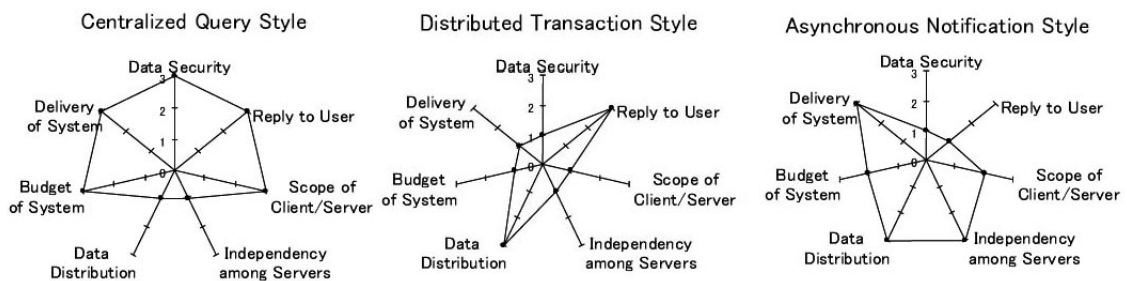 Centralized Query Style
Data Security
3
Delivery
of System
2
Reply to User
1
0
Budget
of System
Scope of
Client/Server
Data
Distribution
Independency
among Servers
Distributed Transaction Style
Data Security
3
Delivery
of System
2
Reply to User
1
0
Budget
of System
Scope of
Client/Server
Data
Distribution
Independency
among Servers
Asynchronous Notification Style
Data Security
3
Delivery
of System
2
Reply to User
1
0
Budget
of System
Scope of
Client/Server
Data
Distribution
Independency
among Servers